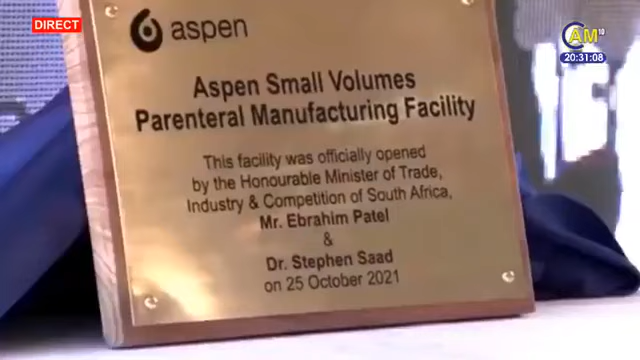 DIRECT
CAM10
20:31:08
aspen
Aspen Small Volumes
Parenteral Manufacturing Facility
This facility was officially opened
by the Honourable Minister of Trade,
Industry & Competition of South Africa,
Mr. Ebrahim Patel
&
Dr. Stephen Saad
on 25 October 2021